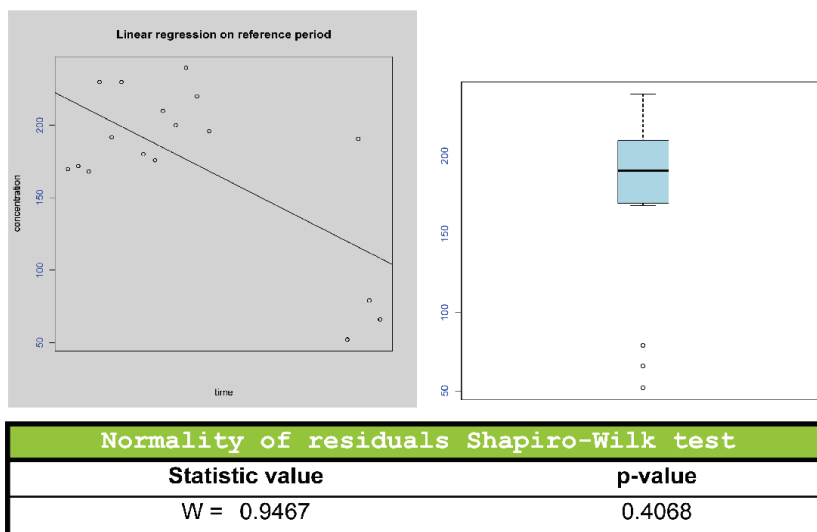 Linear regression on reference period
200
150
100
50
concentration
time
200
150
100
50
Normality of residuals Shapiro-Wilk test
Statistic value p-value
W = 0.9467 0.4068